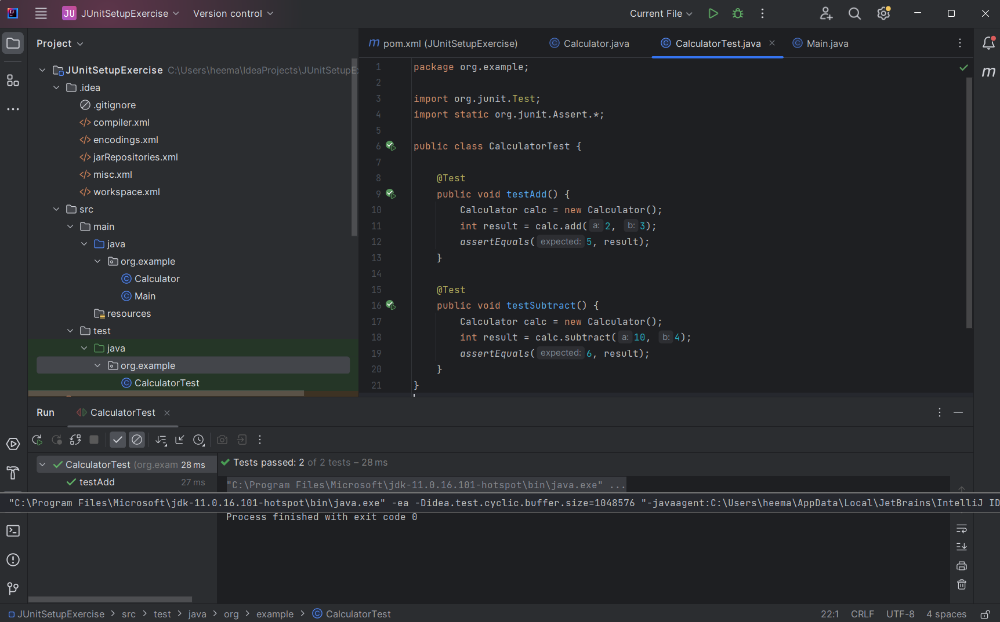 JU JUnitSetupExercise Version control Current File
Project
JUnitSetupExercise C:\Users\heema\IdeaProjects\JUnitSetupE
.idea
.gitignore
compiler.xml
encodings.xml
jarRepositories.xml
misc.xml
workspace.xml
src
main
java
org.example
Calculator
Main
resources
test
java
org.example
CalculatorTest
m pom.xml (JUnitSetupExercise) Calculator.java CalculatorTest.java Main.java
m
1 package org.example;
2
3 import org.junit.Test;
4 import static org.junit.Assert.*;
5
6 public class CalculatorTest {
7
8 @Test
9 public void testAdd() {
10 Calculator calc = new Calculator();
11 int result = calc.add( a: 2, b: 3);
12 assertEquals( expected: 5, result);
13 }
14
15 @Test
16 public void testSubtract() {
17 Calculator calc = new Calculator();
18 int result = calc.subtract( a: 10, b: 4);
19 assertEquals( expected: 6, result);
20 }
21 }
Run CalculatorTest
CalculatorTest (org.exam 28 ms
testAdd 27 ms
Tests passed: 2 of 2 tests – 28 ms
"C:\Program Files\Microsoft\jdk-11.0.16.101-hotspot\bin\java.exe" ...
"C:\Program Files\Microsoft\jdk-11.0.16.101-hotspot\bin\java.exe" -ea -Didea.test.cyclic.buffer.size=1048576 "-javaagent:C:\Users\heema\AppData\Local\JetBrains\IntelliJ ID
Process finished with exit code 0
JUnitSetupExercise > src > test > java > org > example > CalculatorTest 22:1 CRLF UTF-8 4 spaces